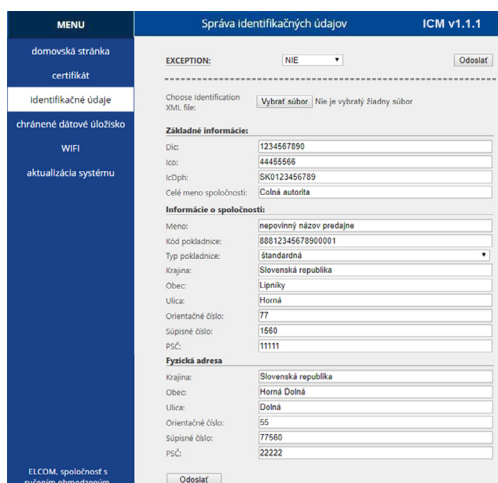 MENU
Správa identifikačných údajov
ICM v1.1.1
domovská stránka
certifikát
identifikačné údaje
chránené dátové úložisko
WIFI
aktualizácia systému
EXCEPTION: NIE Odoslať
Choose Identification
XML file: Vybrať súbor Nie je vybratý žiadny súbor
Základné informácie:
Dic: 1234567890
Ico: 44455566
IcDph: SK0123456789
Celé meno spoločnosti: Colná autorita
Informácie o spoločnosti:
Meno: nepovinný názov predajne
Kód pokladnice: 88812345678900001
Typ pokladnice: štandardná
Krajina: Slovenská republika
Obec: Lipníky
Ulica: Horná
Orientačné číslo: 77
Súpisné číslo: 1560
PSČ: 11111
Fyzická adresa
Krajina: Slovenská republika
Obec: Horná Dolná
Ulica: Dolná
Orientačné číslo: 55
Súpisné číslo: 77560
PSČ: 22222
Odoslať
ELCOM, spoločnosť s
ručením obmedzeným